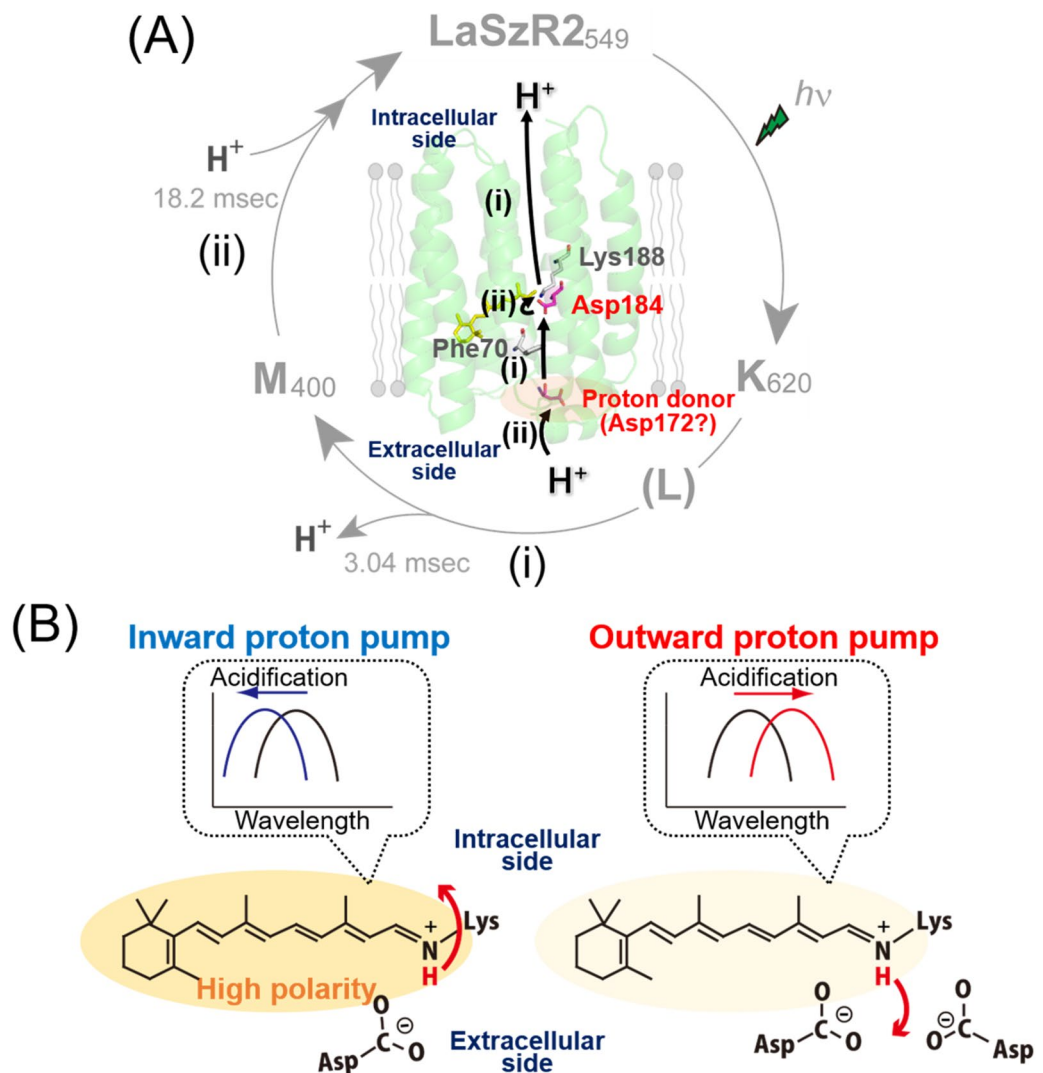 (A)
LaSzR2₅₄₉
hν
H⁺
Intracellular
side
H⁺
18.2 msec
(ii)
(i)
Lys188
(ii)
Asp184
Phe70
(i)
M₄₀₀
K₆₂₀
Proton donor
(Asp172?)
(ii)
Extracellular
side
H⁺
(L)
H⁺
3.04 msec
(i)
(B)
Inward proton pump
Outward proton pump
Acidification
Acidification
Wavelength
Wavelength
Intracellular
side
+
Lys
N
H
High polarity
+
Lys
N
H
O
⊖
C
O
Asp
Extracellular
side
O
⊖
C
O
Asp
O
⊖
C
O
Asp